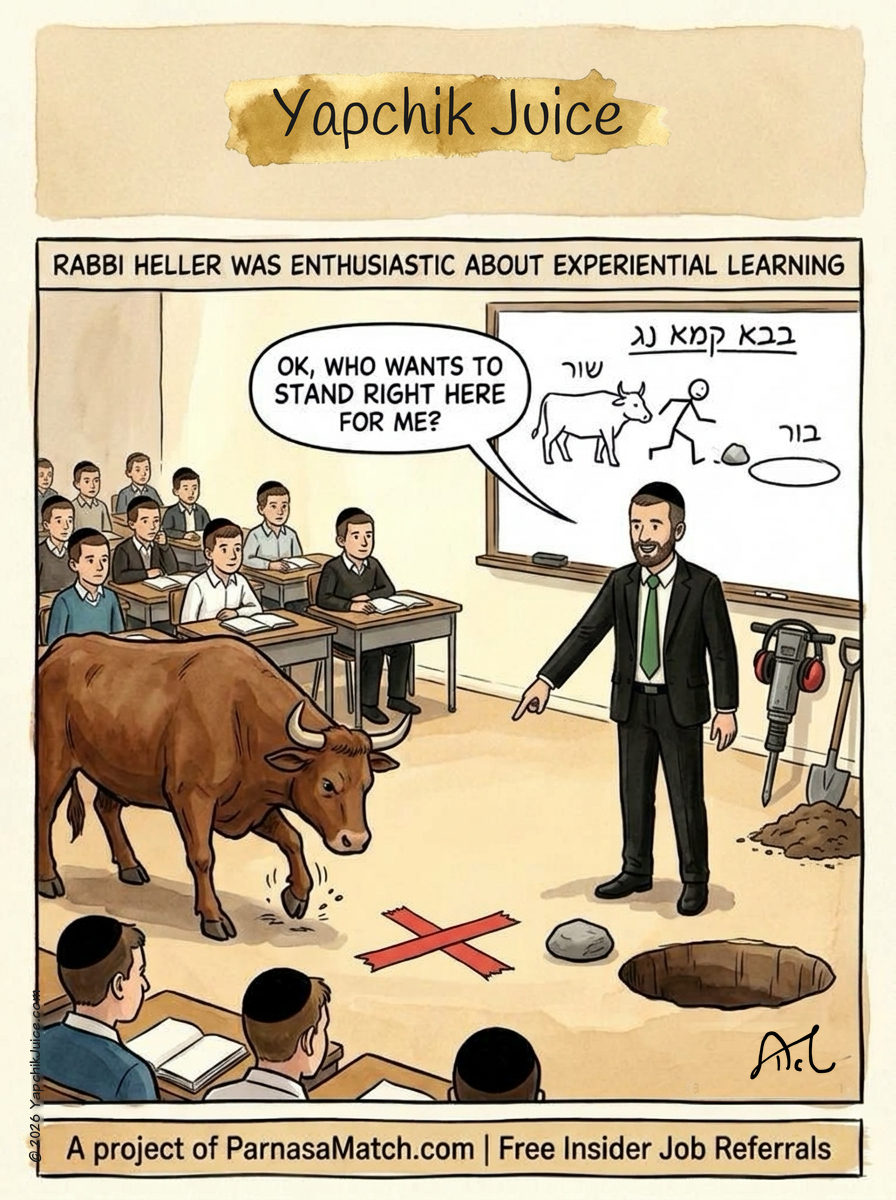 Yapchik Juice
RABBI HELLER WAS ENTHUSIASTIC ABOUT EXPERIENTIAL LEARNING
OK, WHO WANTS TO
STAND RIGHT HERE
FOR ME?
בבא קמא נג
שור
בור
© 2026 YapchikJuice.com
A project of ParnasaMatch.com | Free Insider Job Referrals